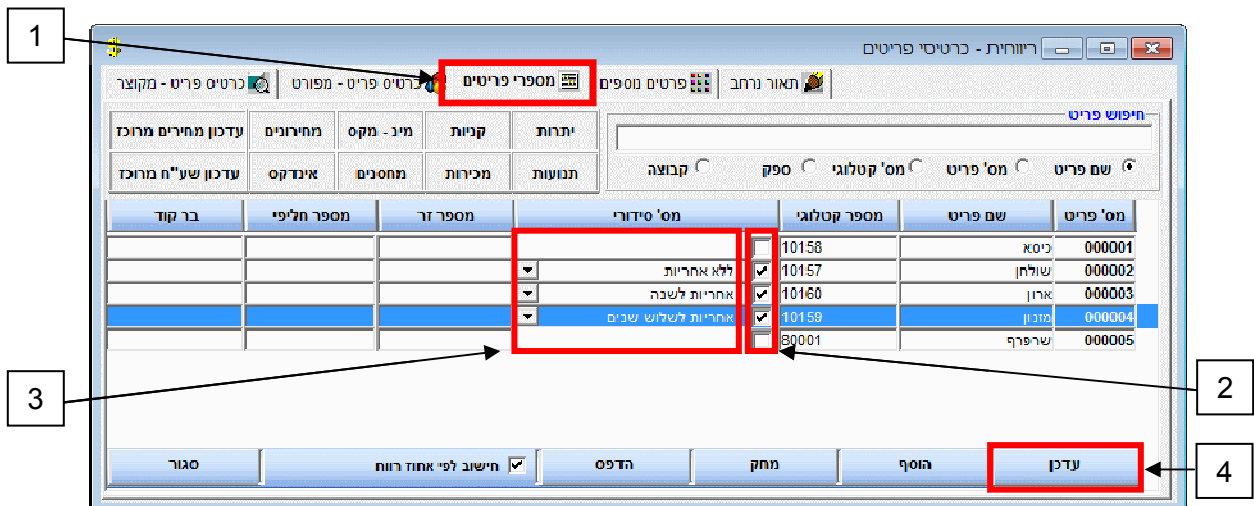 1
ריווחית - כרטיסי פריטים
תאור נרחב פרטים נוספים מספרי פריטים כרטיס פריט - מפורט כרטיס פריט - מקוצר
חיפוש פריט
שם פריט מס' פריט מס' קטלוגי ספק קבוצה
יתרות קניות מינ - מקס מחירונים עדכון מחירים מרוכז
תנועות מכירות מחסנים אינדקס עדכון שע"ח מרוכז
מס' פריט שם פריט מספר קטלוגי מס' סידורי מספר זר מספר חליפי בר קוד
000001 כיסא 10158
000002 שולחן 10157 ללא אחריות
000003 ארון 10160 אחריות לשנה
000004 מזנון 10159 אחריות לשלוש שנים
000005 שרפרף 80001
2
3
עדכן הוסף מחק הדפס חישוב לפי אחוז רווח סגור
4